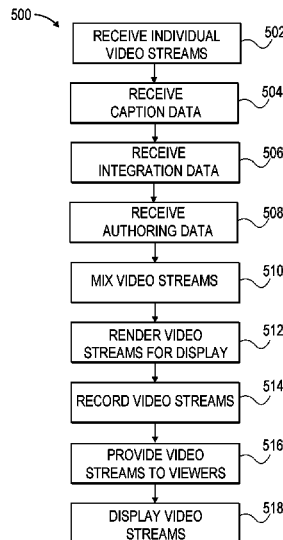 500
RECEIVE INDIVIDUAL
VIDEO STREAMS
502
RECEIVE
CAPTION DATA
504
RECEIVE
INTEGRATION DATA
506
RECEIVE
AUTHORING DATA
508
MIX VIDEO STREAMS
510
RENDER VIDEO
STREAMS FOR DISPLAY
512
RECORD VIDEO STREAMS
514
PROVIDE VIDEO
STREAMS TO VIEWERS
516
DISPLAY VIDEO
STREAMS
518